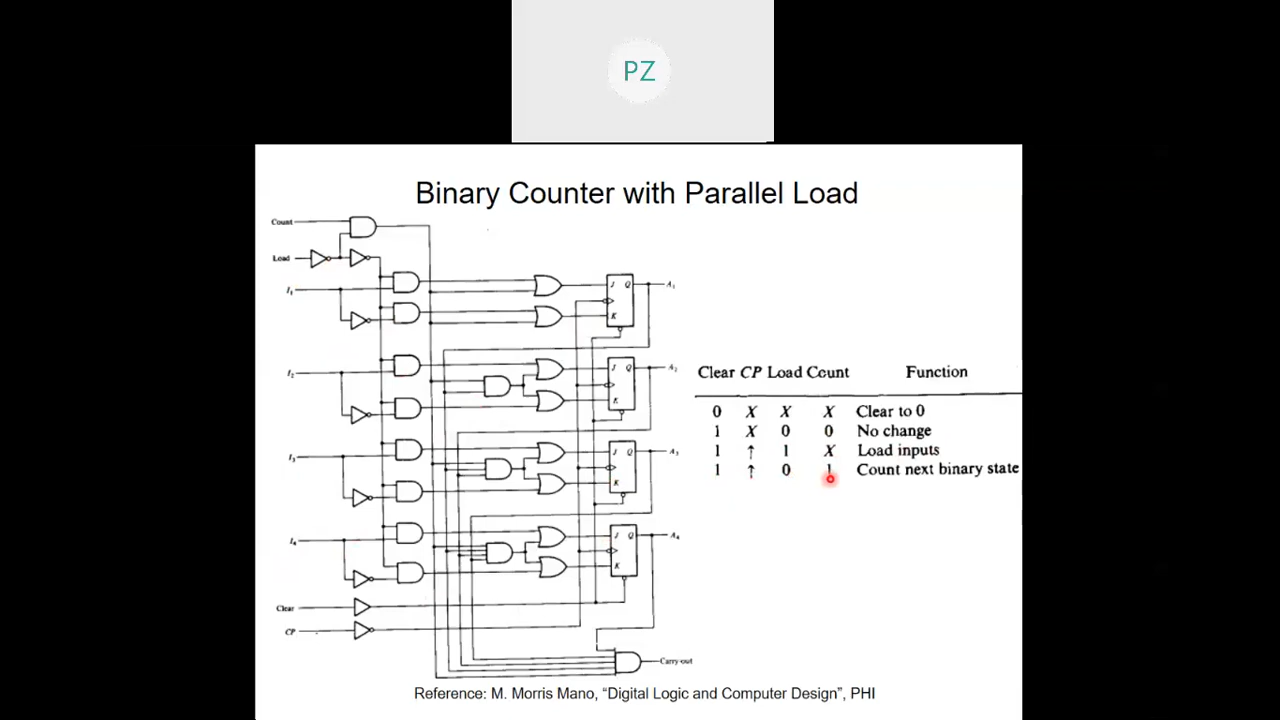 PZ
Binary Counter with Parallel Load
Count
Load
I₁
J Q A₁
K
I₂
J Q A₂
K
I₃
J Q A₃
K
I₄
J Q A₄
K
Clear
CP
Carry out
Clear CP Load Count Function
0 X X X Clear to 0
1 X 0 0 No change
1 ↑ 1 X Load inputs
1 ↑ 0 1 Count next binary state
Reference: M. Morris Mano, “Digital Logic and Computer Design”, PHI